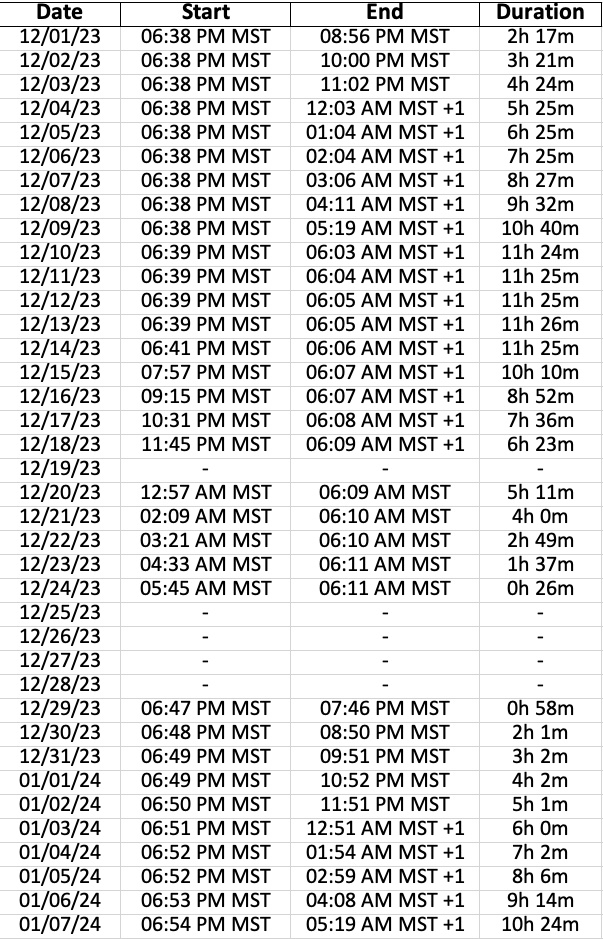 Date Start End Duration
12/01/23 06:38 PM MST 08:56 PM MST 2h 17m
12/02/23 06:38 PM MST 10:00 PM MST 3h 21m
12/03/23 06:38 PM MST 11:02 PM MST 4h 24m
12/04/23 06:38 PM MST 12:03 AM MST +1 5h 25m
12/05/23 06:38 PM MST 01:04 AM MST +1 6h 25m
12/06/23 06:38 PM MST 02:04 AM MST +1 7h 25m
12/07/23 06:38 PM MST 03:06 AM MST +1 8h 27m
12/08/23 06:38 PM MST 04:11 AM MST +1 9h 32m
12/09/23 06:38 PM MST 05:19 AM MST +1 10h 40m
12/10/23 06:39 PM MST 06:03 AM MST +1 11h 24m
12/11/23 06:39 PM MST 06:04 AM MST +1 11h 25m
12/12/23 06:39 PM MST 06:05 AM MST +1 11h 25m
12/13/23 06:39 PM MST 06:05 AM MST +1 11h 26m
12/14/23 06:41 PM MST 06:06 AM MST +1 11h 25m
12/15/23 07:57 PM MST 06:07 AM MST +1 10h 10m
12/16/23 09:15 PM MST 06:07 AM MST +1 8h 52m
12/17/23 10:31 PM MST 06:08 AM MST +1 7h 36m
12/18/23 11:45 PM MST 06:09 AM MST +1 6h 23m
12/19/23 - - -
12/20/23 12:57 AM MST 06:09 AM MST 5h 11m
12/21/23 02:09 AM MST 06:10 AM MST 4h 0m
12/22/23 03:21 AM MST 06:10 AM MST 2h 49m
12/23/23 04:33 AM MST 06:11 AM MST 1h 37m
12/24/23 05:45 AM MST 06:11 AM MST 0h 26m
12/25/23 - - -
12/26/23 - - -
12/27/23 - - -
12/28/23 - - -
12/29/23 06:47 PM MST 07:46 PM MST 0h 58m
12/30/23 06:48 PM MST 08:50 PM MST 2h 1m
12/31/23 06:49 PM MST 09:51 PM MST 3h 2m
01/01/24 06:49 PM MST 10:52 PM MST 4h 2m
01/02/24 06:50 PM MST 11:51 PM MST 5h 1m
01/03/24 06:51 PM MST 12:51 AM MST +1 6h 0m
01/04/24 06:52 PM MST 01:54 AM MST +1 7h 2m
01/05/24 06:52 PM MST 02:59 AM MST +1 8h 6m
01/06/24 06:53 PM MST 04:08 AM MST +1 9h 14m
01/07/24 06:54 PM MST 05:19 AM MST +1 10h 24m